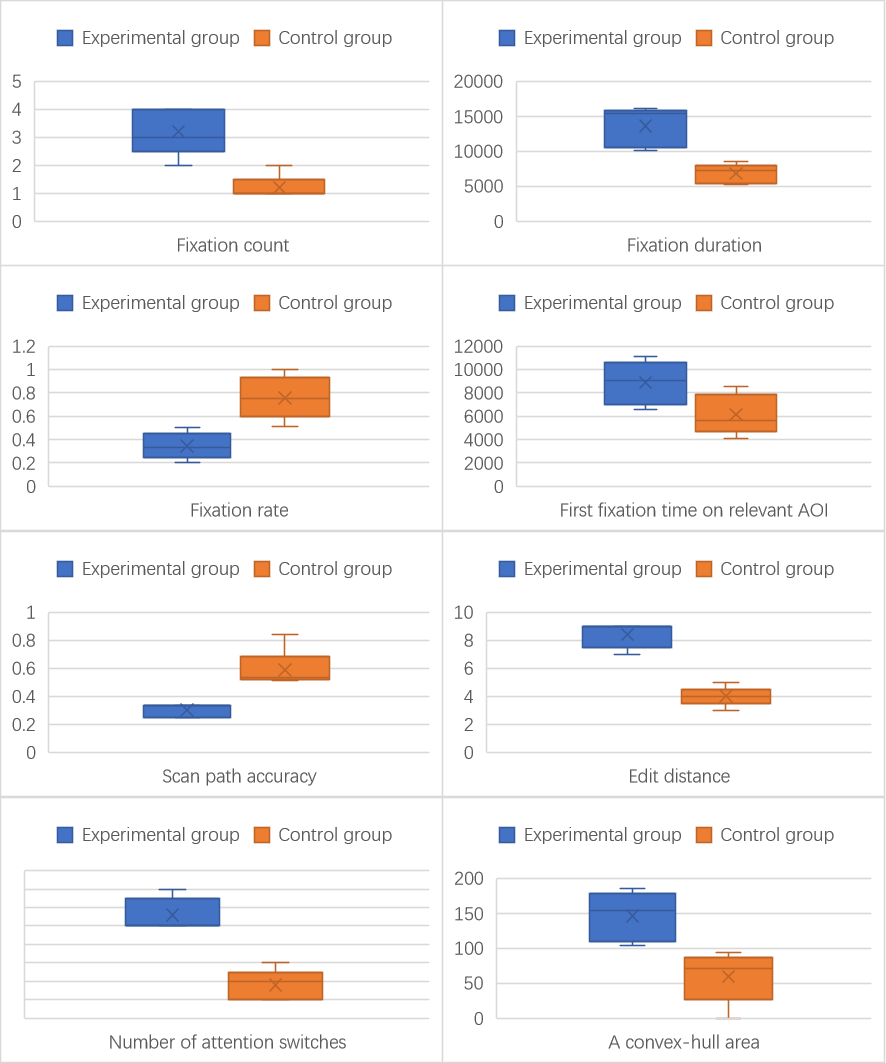 Experimental group Control group
5
4
3
2
1
0
Fixation count
Experimental group Control group
20000
15000
10000
5000
0
Fixation duration
Experimental group Control group
1.2
1
0.8
0.6
0.4
0.2
0
Fixation rate
Experimental group Control group
12000
10000
8000
6000
4000
2000
0
First fixation time on relevant AOI
Experimental group Control group
1
0.8
0.6
0.4
0.2
0
Scan path accuracy
Experimental group Control group
10
8
6
4
2
0
Edit distance
Experimental group Control group
Number of attention switches
Experimental group Control group
200
150
100
50
0
A convex-hull area